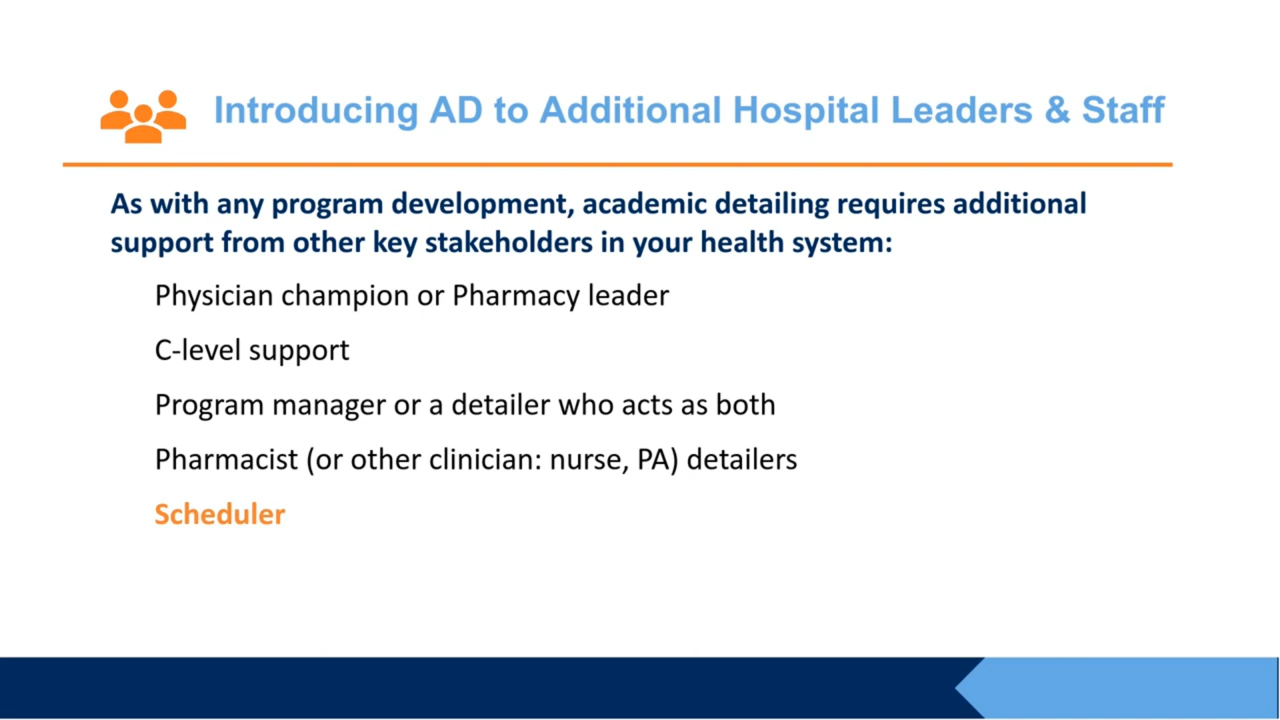 Introducing AD to Additional Hospital Leaders & Staff
As with any program development, academic detailing requires additional
support from other key stakeholders in your health system:
Physician champion or Pharmacy leader
C-level support
Program manager or a detailer who acts as both
Pharmacist (or other clinician: nurse, PA) detailers
Scheduler